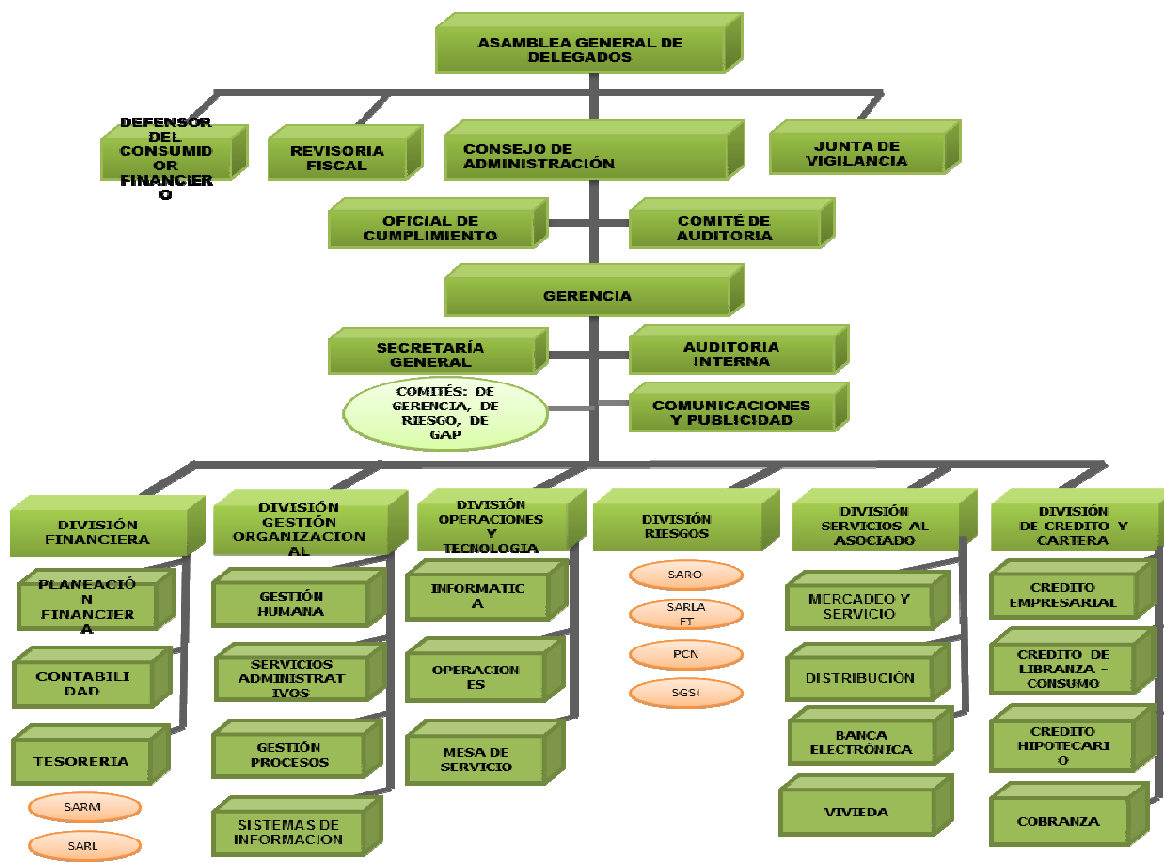 ASAMBLEA GENERAL DE
DELEGADOS
DEFENSOR
DEL
CONSUMID
OR
FINANCIER
O
REVISORIA
FISCAL
CONSEJO DE
ADMINISTRACIÓN
JUNTA DE
VIGILANCIA
OFICIAL DE
CUMPLIMIENTO
COMITÉ DE
AUDITORIA
GERENCIA
SECRETARÍA
GENERAL
AUDITORIA
INTERNA
COMITÉS: DE
GERENCIA, DE
RIESGO, DE
GAP
COMUNICACIONES
Y PUBLICIDAD
DIVISIÓN
FINANCIERA
DIVISIÓN
GESTIÓN
ORGANIZACION
AL
DIVISIÓN
OPERACIONES
Y
TECNOLOGIA
DIVISIÓN
RIESGOS
DIVISIÓN
SERVICIOS AL
ASOCIADO
DIVISIÓN
DE CREDITO Y
CARTERA
PLANEACIÓ
N
FINANCIER
A
CONTABILI
DAD
TESORERIA
SARM
SARL
GESTIÓN
HUMANA
SERVICIOS
ADMINISTRAT
IVOS
GESTIÓN
PROCESOS
SISTEMAS DE
INFORMACION
INFORMATIC
A
OPERACION
ES
MESA DE
SERVICIO
SARO
SARLA
FT
PCN
SGSI
MERCADEO Y
SERVICIO
DISTRIBUCIÓN
BANCA
ELECTRÓNICA
VIVIEDA
CREDITO
EMPRESARIAL
CREDITO DE
LIBRANZA –
CONSUMO
CREDITO
HIPOTECARI
O
COBRANZA